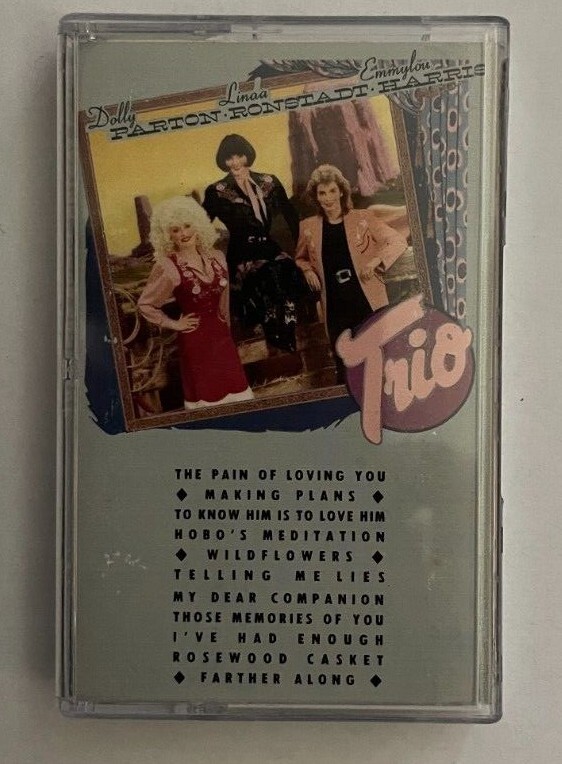 Dolly Linda Emmylou
PARTON · RONSTADT · HARRIS
Trio
THE PAIN OF LOVING YOU
◆ MAKING PLANS ◆
TO KNOW HIM IS TO LOVE HIM
HOBO'S MEDITATION
◆ WILDFLOWERS ◆
TELLING ME LIES
MY DEAR COMPANION
THOSE MEMORIES OF YOU
I'VE HAD ENOUGH
ROSEWOOD CASKET
◆ FARTHER ALONG ◆